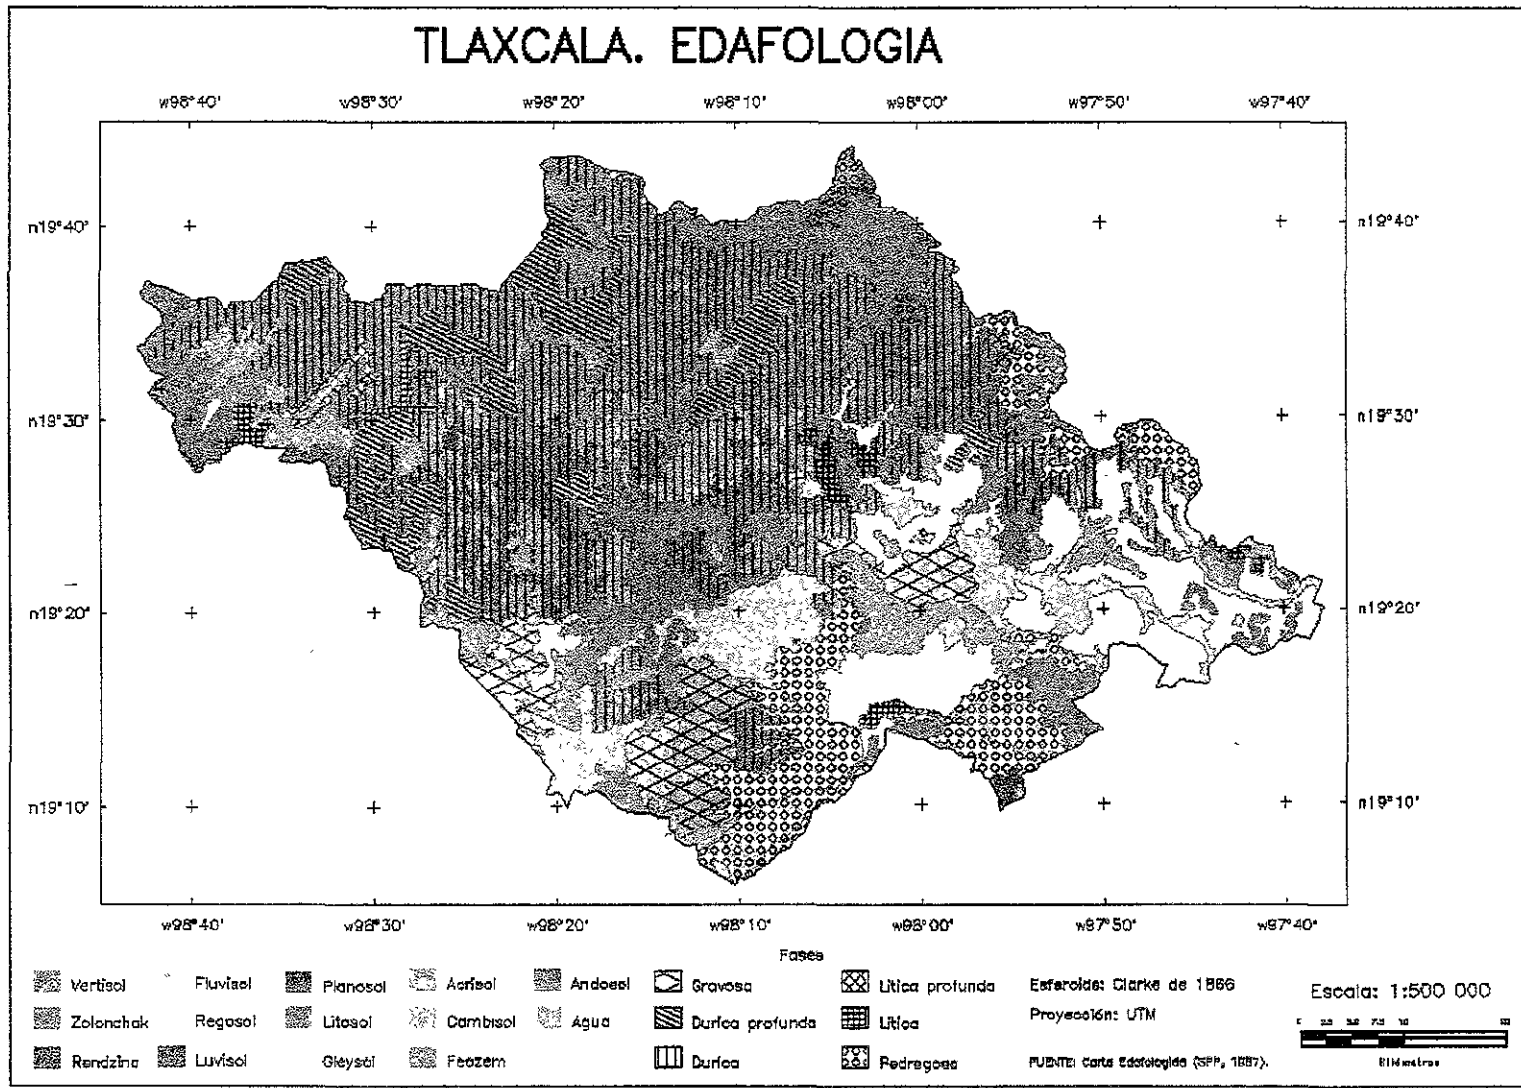 TLAXCALA. EDAFOLOGIA
w98°40' w98°30' w98°20' w98°10' w98°00' w97°50' w97°40'
n19°40' n19°40'
n19°30' n19°30'
n19°20' n19°20'
n19°10' n19°10'
w98°40' w98°30' w98°20' w98°10' w98°00' w97°50' w97°40'
Fases
Vertisol Fluvisol Planosol Acrisol Andosol Gravosa Lítica profunda Esferoide: Clarke de 1866
Escala: 1:500 000
Zolonchak Regosol Litosol Cambisol Agua Durica profunda Lítica Proyección: UTM
Rendzina Luvisol Gleysol Feozem Durica Pedregosa FUENTE: Carta Edafologica (SPP, 1987).
Kilómetros